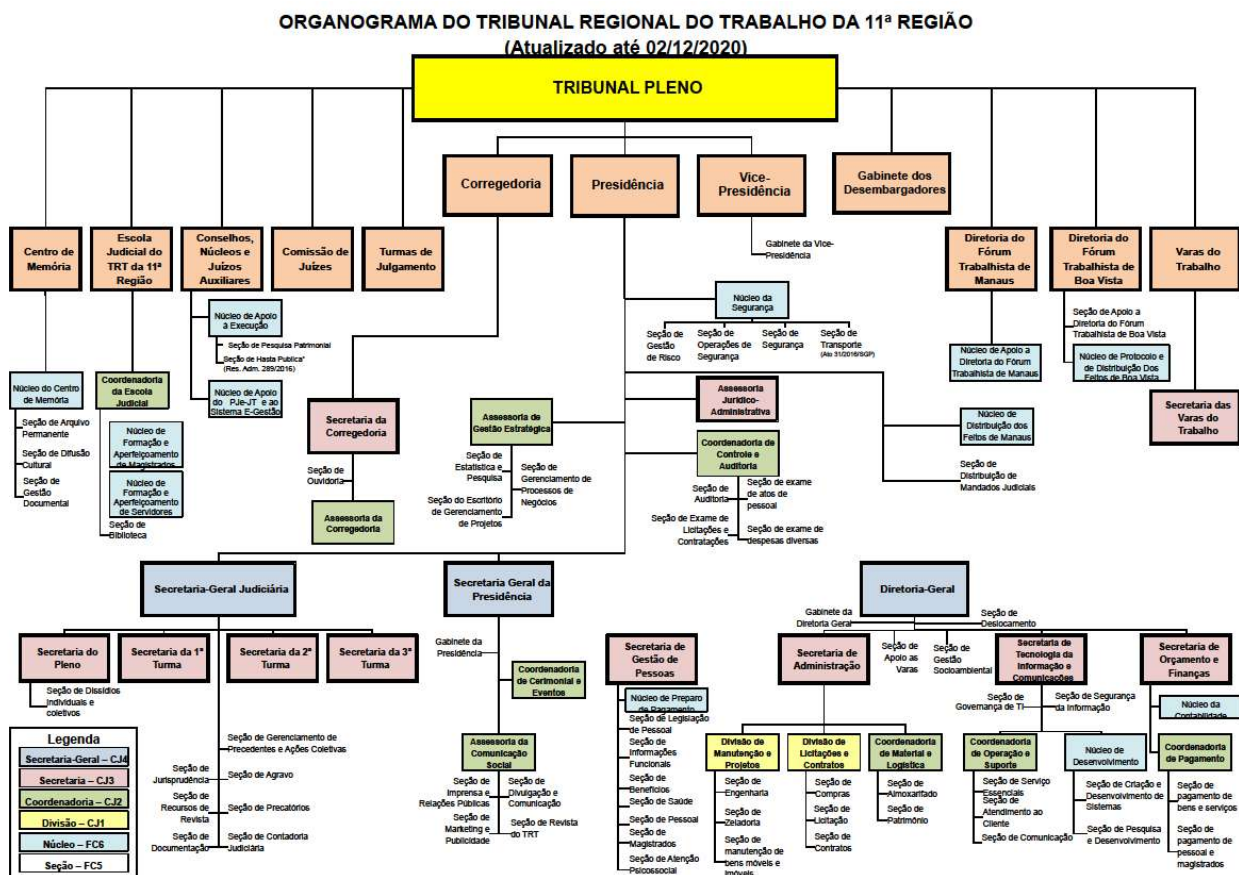 ORGANOGRAMA DO TRIBUNAL REGIONAL DO TRABALHO DA 11ª REGIÃO
(Atualizado até 02/12/2020)
TRIBUNAL PLENO
Corregedoria
Presidência
Vice-
Presidência
Gabinete dos
Desembargadores
Centro de
Memória
Escola
Judicial do
TRT da 11ª
Região
Conselhos,
Núcleos e
Juízos
Auxiliares
Comissão de
Juízes
Turmas de
Julgamento
Gabinete da Vice-
Presidência
Diretoria do
Fórum
Trabalhista de
Manaus
Diretoria do
Fórum
Trabalhista de
Boa Vista
Varas do
Trabalho
Núcleo de Apoio
à Execução
Seção de Pesquisa Patrimonial
Seção de Hasta Publica*
(Res. Adm. 289/2016)
Núcleo de Apoio
do PJe-JT e ao
Sistema E-Gestão
Núcleo da
Segurança
Seção de
Gestão
de Risco
Seção de
Operações de
Segurança
Seção de
Segurança
Seção de
Transporte
(Ato 31/2016/SGP)
Núcleo de Apoio a
Diretoria do Fórum
Trabalhista de
Manaus
Seção de Apoio a
Diretoria do Fórum
Trabalhista de Boa Vista
Núcleo de Protocolo e
de Distribuição Dos
Feitos de Boa Vista
Secretaria das
Varas do
Trabalho
Núcleo do Centro de
Memória
Seção de Arquivo
Permanente
Seção de Difusão
Cultural
Seção de
Gestão
Documental
Coordenadoria
da Escola
Judicial
Núcleo de
Formação e
Aperfeiçoamento
de Magistrados
Núcleo de
Formação e
Aperfeiçoamento
de Servidores
Seção de
Biblioteca
Secretaria da
Corregedoria
Seção de
Ouvidoria
Assessoria da
Corregedoria
Assessoria de
Gestão Estratégica
Seção de
Estatística e
Pesquisa
Seção de
Gerenciamento de
Processos de
Negócios
Seção do Escritório
de Gerenciamento
de Projetos
Assessoria
Jurídico-
Administrativa
Coordenadoria
de Controle e
Auditoria
Seção de
Auditoria
Seção de exame
de atos de
pessoal
Seção de Exame de
Licitações e
Contratações
Seção de exame de
despesas diversas
Núcleo de
Distribuição dos
Feitos de Manaus
Seção de
Distribuição de
Mandados Judiciais
Secretaria-Geral Judiciária
Secretaria Geral da
Presidência
Diretoria-Geral
Secretaria do
Pleno
Secretaria da 1ª
Turma
Secretaria da 2ª
Turma
Secretaria da 3ª
Turma
Seção de Dissídios
individuais e
coletivos
Seção de Gerenciamento de
Precedentes e Ações Coletivas
Seção de
Jurisprudência
Seção de Agravo
Seção de
Recursos de
Revista
Seção de Precatórios
Seção de
Documentação
Seção de Contadoria
Judiciária
Gabinete da
Presidência
Coordenadoria
de Cerimonial e
Eventos
Assessoria da
Comunicação
Social
Seção de
Imprensa e
Relações Públicas
Seção de
Divulgação e
Comunicação
Seção de
Marketing e
Publicidade
Seção de Revista
do TRT
Gabinete da
Diretoria Geral
Seção de
Deslocamento
Secretaria de
Gestão de
Pessoas
Núcleo de Preparo
de Pagamento
Seção de Legislação
de Pessoal
Seção de
Informações
Funcionais
Seção de
Benefícios
Seção de Saúde
Seção de Pessoal
Seção de
Magistrados
Seção de Atenção
Psicossocial
Secretaria de
Administração
Seção de
Apoio as
Varas
Seção de
Gestão
Socioambiental
Divisão de
Manutenção e
Projetos
Seção de
Engenharia
Seção de
Zeladoria
Seção de
manutenção de
bens móveis e
imóveis
Divisão de
Licitações e
Contratos
Seção de
Compras
Seção de
Licitação
Seção de
Contratos
Coordenadoria
de Material e
Logística
Seção de
Almoxarifado
Seção de
Patrimônio
Secretaria de
Tecnologia da
Informação e
Comunicações
Seção de
Governança de TI
Seção de Segurança
da Informação
Coordenadoria
de Operação e
Suporte
Seção de Serviço
Essenciais
Seção de
Atendimento ao
Cliente
Seção de Comunicação
Núcleo de
Desenvolvimento
Seção de Criação e
Desenvolvimento de
Sistemas
Seção de Pesquisa
e Desenvolvimento
Secretaria de
Orçamento e
Finanças
Núcleo da
Contabilidade
Coordenadoria
de Pagamento
Seção de
pagamento de
bens e serviços
Seção de
pagamento de
pessoal e
magistrados
Legenda
Secretaria-Geral – CJ4
Secretaria – CJ3
Coordenadoria – CJ2
Divisão – CJ1
Núcleo – FC6
Seção – FC5